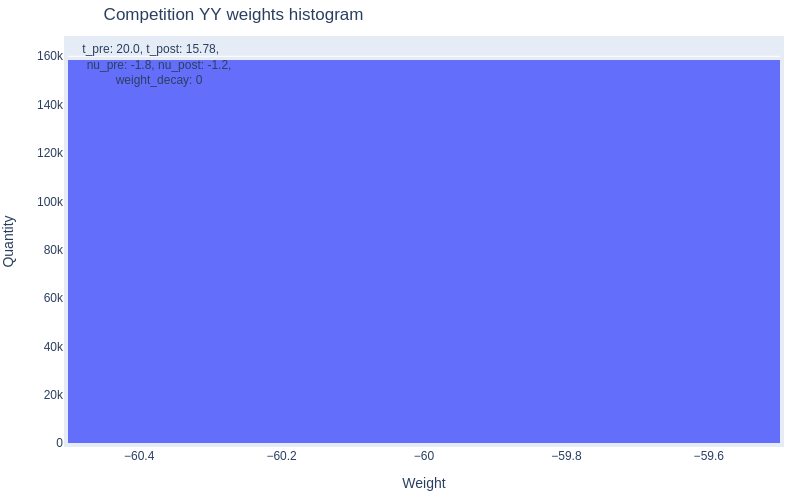 Competition YY weights histogram
t_pre: 20.0, t_post: 15.78,
nu_pre: -1.8, nu_post: -1.2,
weight_decay: 0
160k
140k
120k
100k
80k
60k
40k
20k
0
Quantity
−60.4
−60.2
−60
−59.8
−59.6
Weight